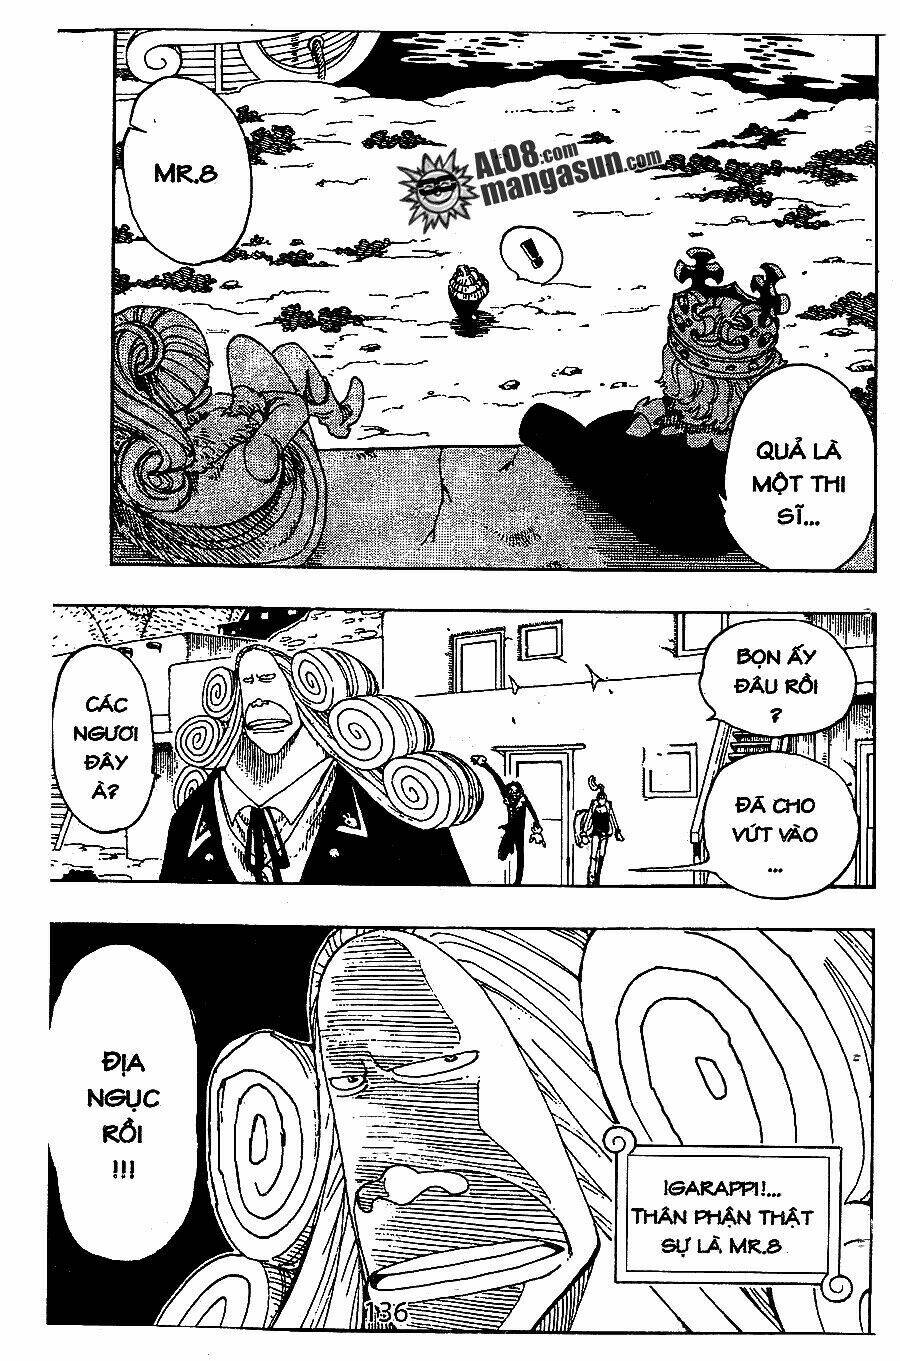 AL08.com
mangasun.com
MR.8
!
QUẢ LÀ
MỘT THI
SĨ...
BỌN ẤY
ĐÂU RỒI
?
CÁC
NGƯƠI
ĐÂY
À?
ĐÃ CHO
VỨT VÀO
...
ĐỊA
NGỤC
RỒI
!!!
IGARAPPI!...
THÂN PHẬN THẬT
SỰ LÀ MR.8
136